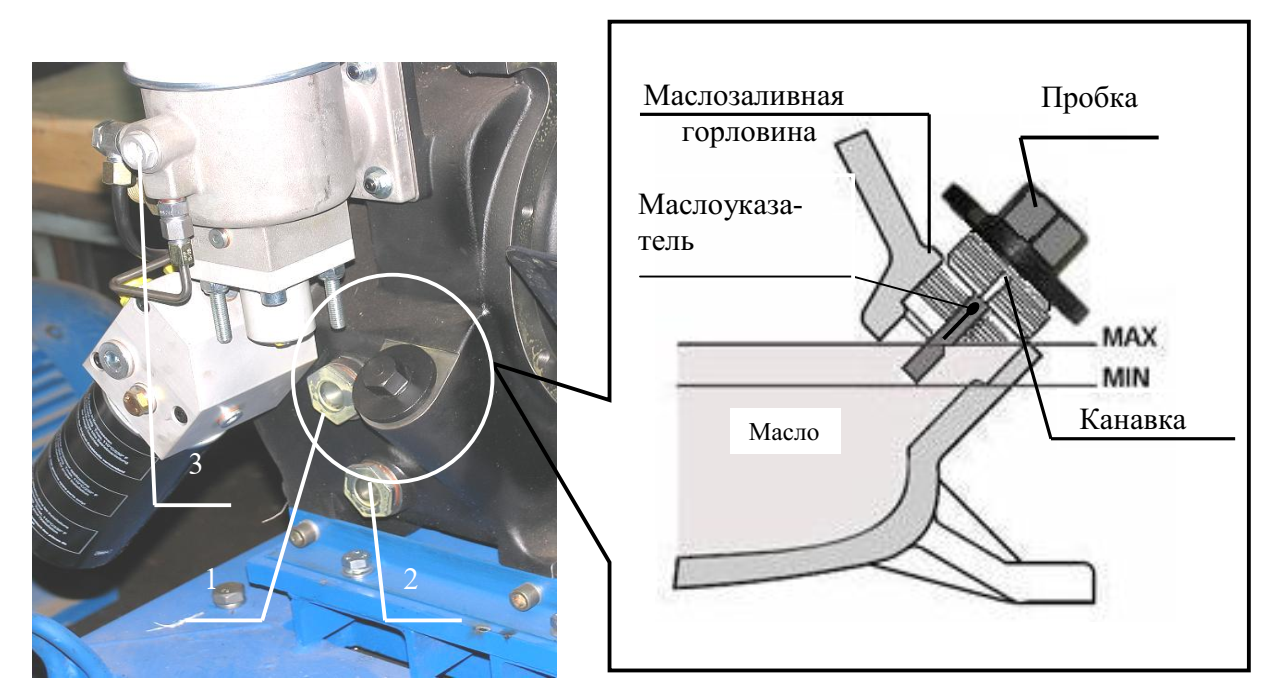 3
1
2
Маслозаливная
горловина
Пробка
Маслоуказа-
тель
MAX
MIN
Масло
Канавка